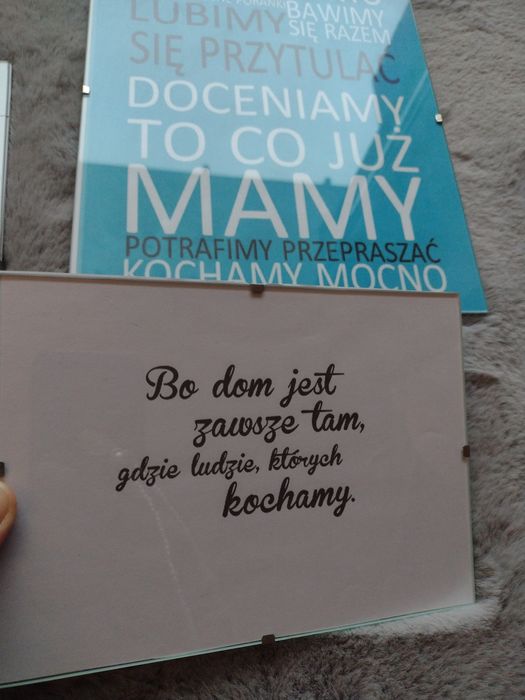 PORANKI
LUBIMY BAWIMY
SIĘ RAZEM
SIĘ PRZYTULAĆ
DOCENIAMY
TO CO JUŻ
MAMY
POTRAFIMY PRZEPRASZAĆ
KOCHAMY MOCNO
Bo dom jest
zawsze tam,
gdzie ludzie, których
kochamy.